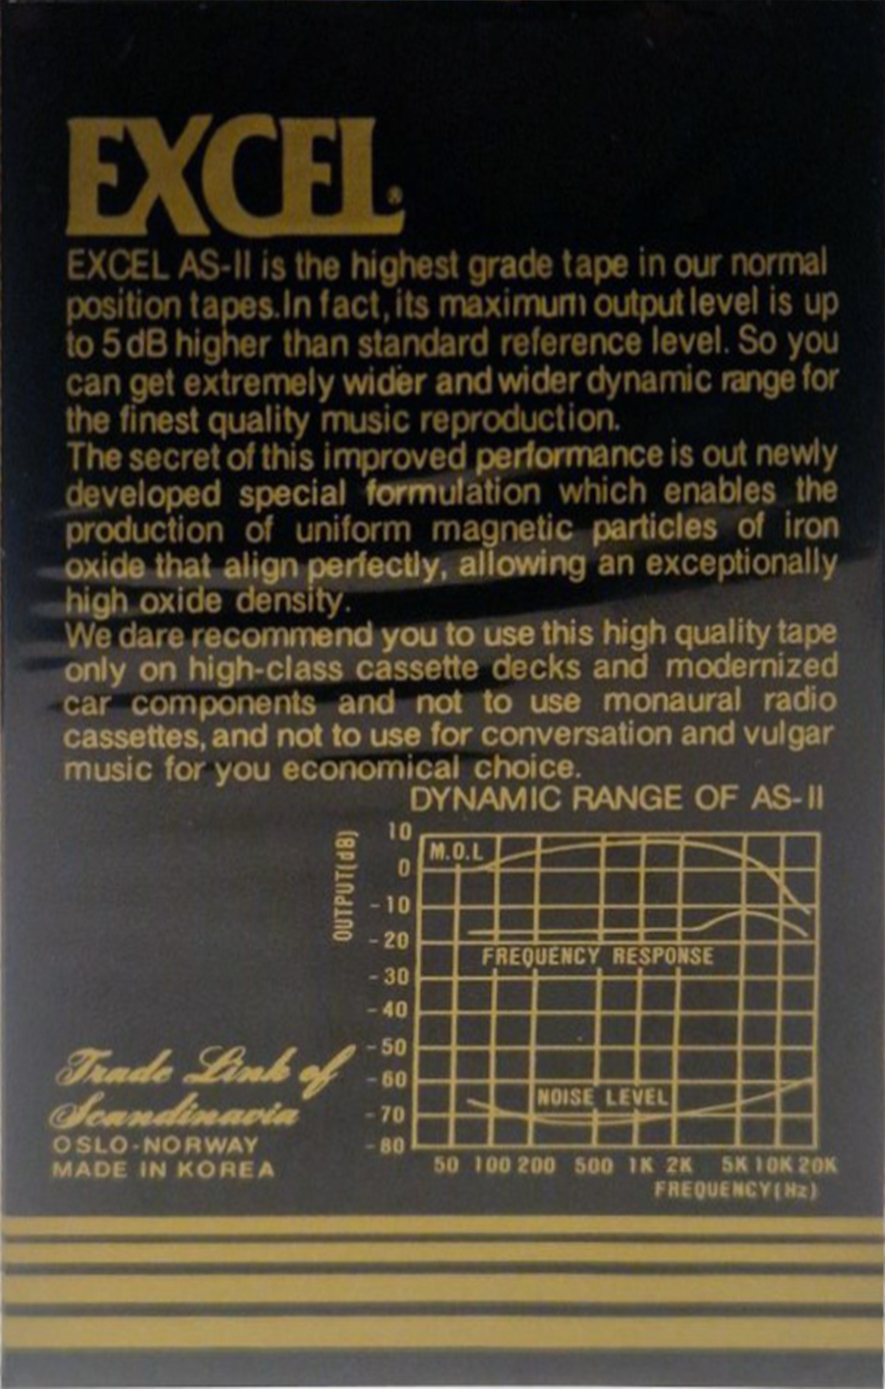 EXCEL®
EXCEL AS-II is the highest grade tape in our normal
position tapes. In fact, its maximum output level is up
to 5 dB higher than standard reference level. So you
can get extremely wider and wider dynamic range for
the finest quality music reproduction.
The secret of this improved performance is out newly
developed special formulation which enables the
production of uniform magnetic particles of iron
oxide that align perfectly, allowing an exceptionally
high oxide density.
We dare recommend you to use this high quality tape
only on high-class cassette decks and modernized
car components and not to use monaural radio
cassettes, and not to use for conversation and vulgar
music for you economical choice.
DYNAMIC RANGE OF AS-II
OUTPUT(dB)
10
0
-10
-20
-30
-40
-50
-60
-70
-80
M.O.L
FREQUENCY RESPONSE
NOISE LEVEL
50 100 200 500 1K 2K 5K 10K 20K
FREQUENCY(Hz)
Trade Link of
Scandinavia
OSLO-NORWAY
MADE IN KOREA